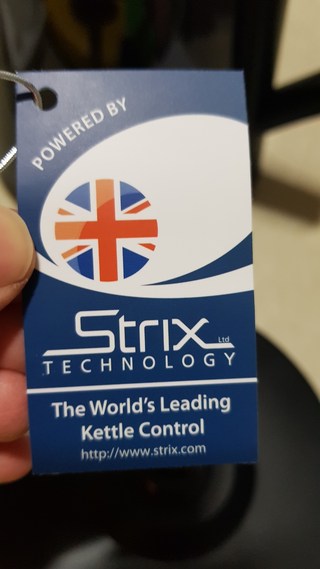 POWERED BY
Strix Ltd
TECHNOLOGY
The World's Leading
Kettle Control
http://www.strix.com